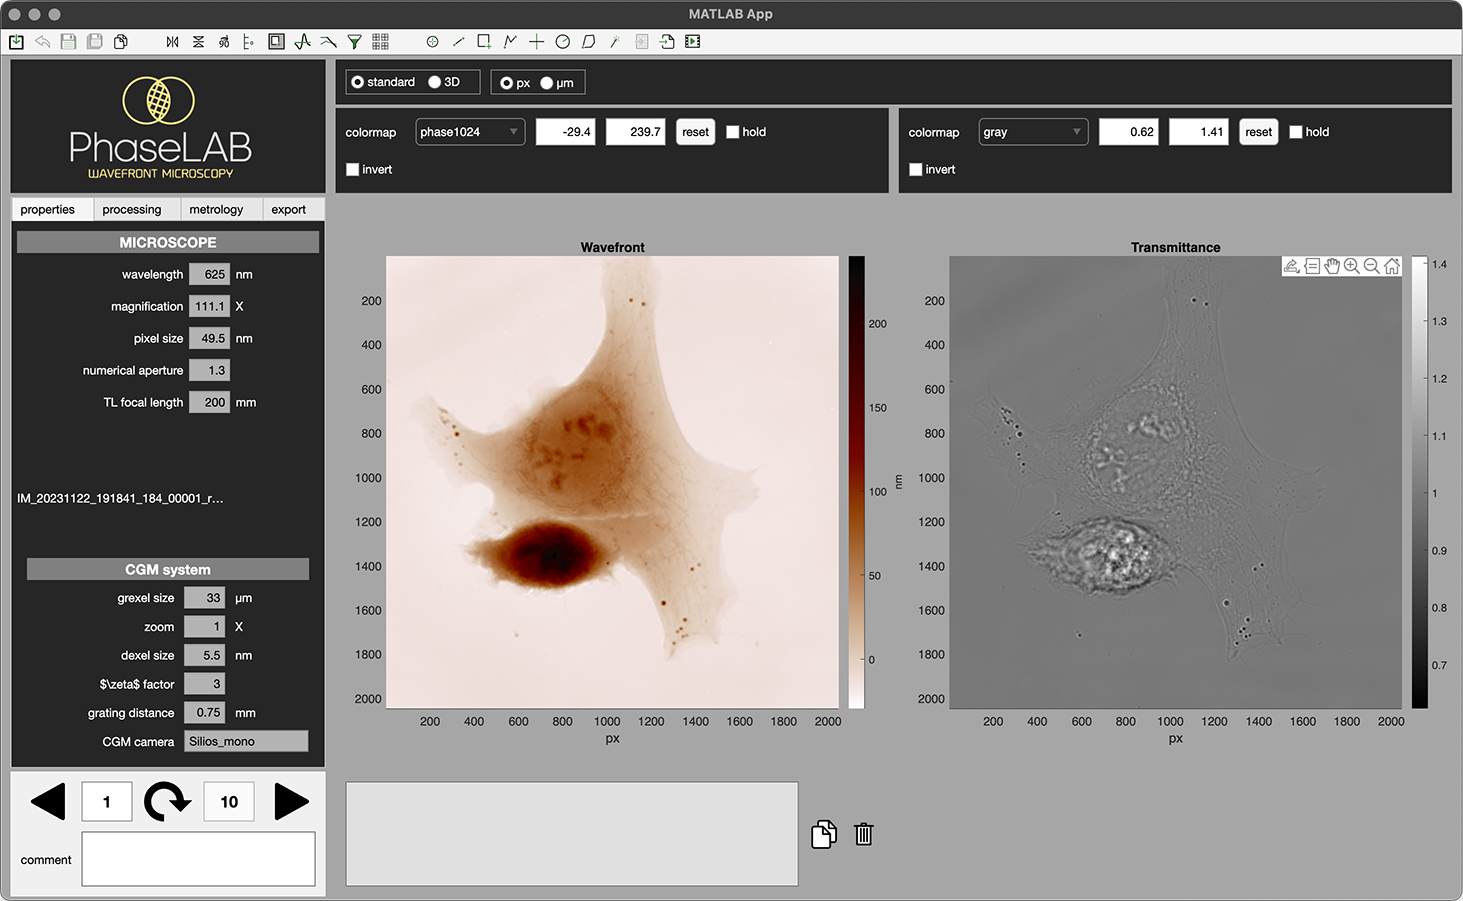 MATLAB App
PhaseLAB
WAVEFRONT MICROSCOPY
standard 3D px µm
colormap phase1024 -29.4 239.7 reset hold
invert
colormap gray 0.62 1.41 reset hold
invert
properties processing metrology export
MICROSCOPE
wavelength 625 nm
magnification 111.1 X
pixel size 49.5 nm
numerical aperture 1.3
TL focal length 200 mm
IM_20231122_191841_184_00001_r...
CGM system
grexel size 33 µm
zoom 1 X
dexel size 5.5 nm
$\zeta$ factor 3
grating distance 0.75 mm
CGM camera Silios_mono
1 10
comment
Wavefront
200
400
600
800
1000
1200
1400
1600
1800
2000
200 400 600 800 1000 1200 1400 1600 1800 2000
px
200
150
100
50
0
nm
Transmittance
200
400
600
800
1000
1200
1400
1600
1800
2000
200 400 600 800 1000 1200 1400 1600 1800 2000
px
1.4
1.3
1.2
1.1
1
0.9
0.8
0.7